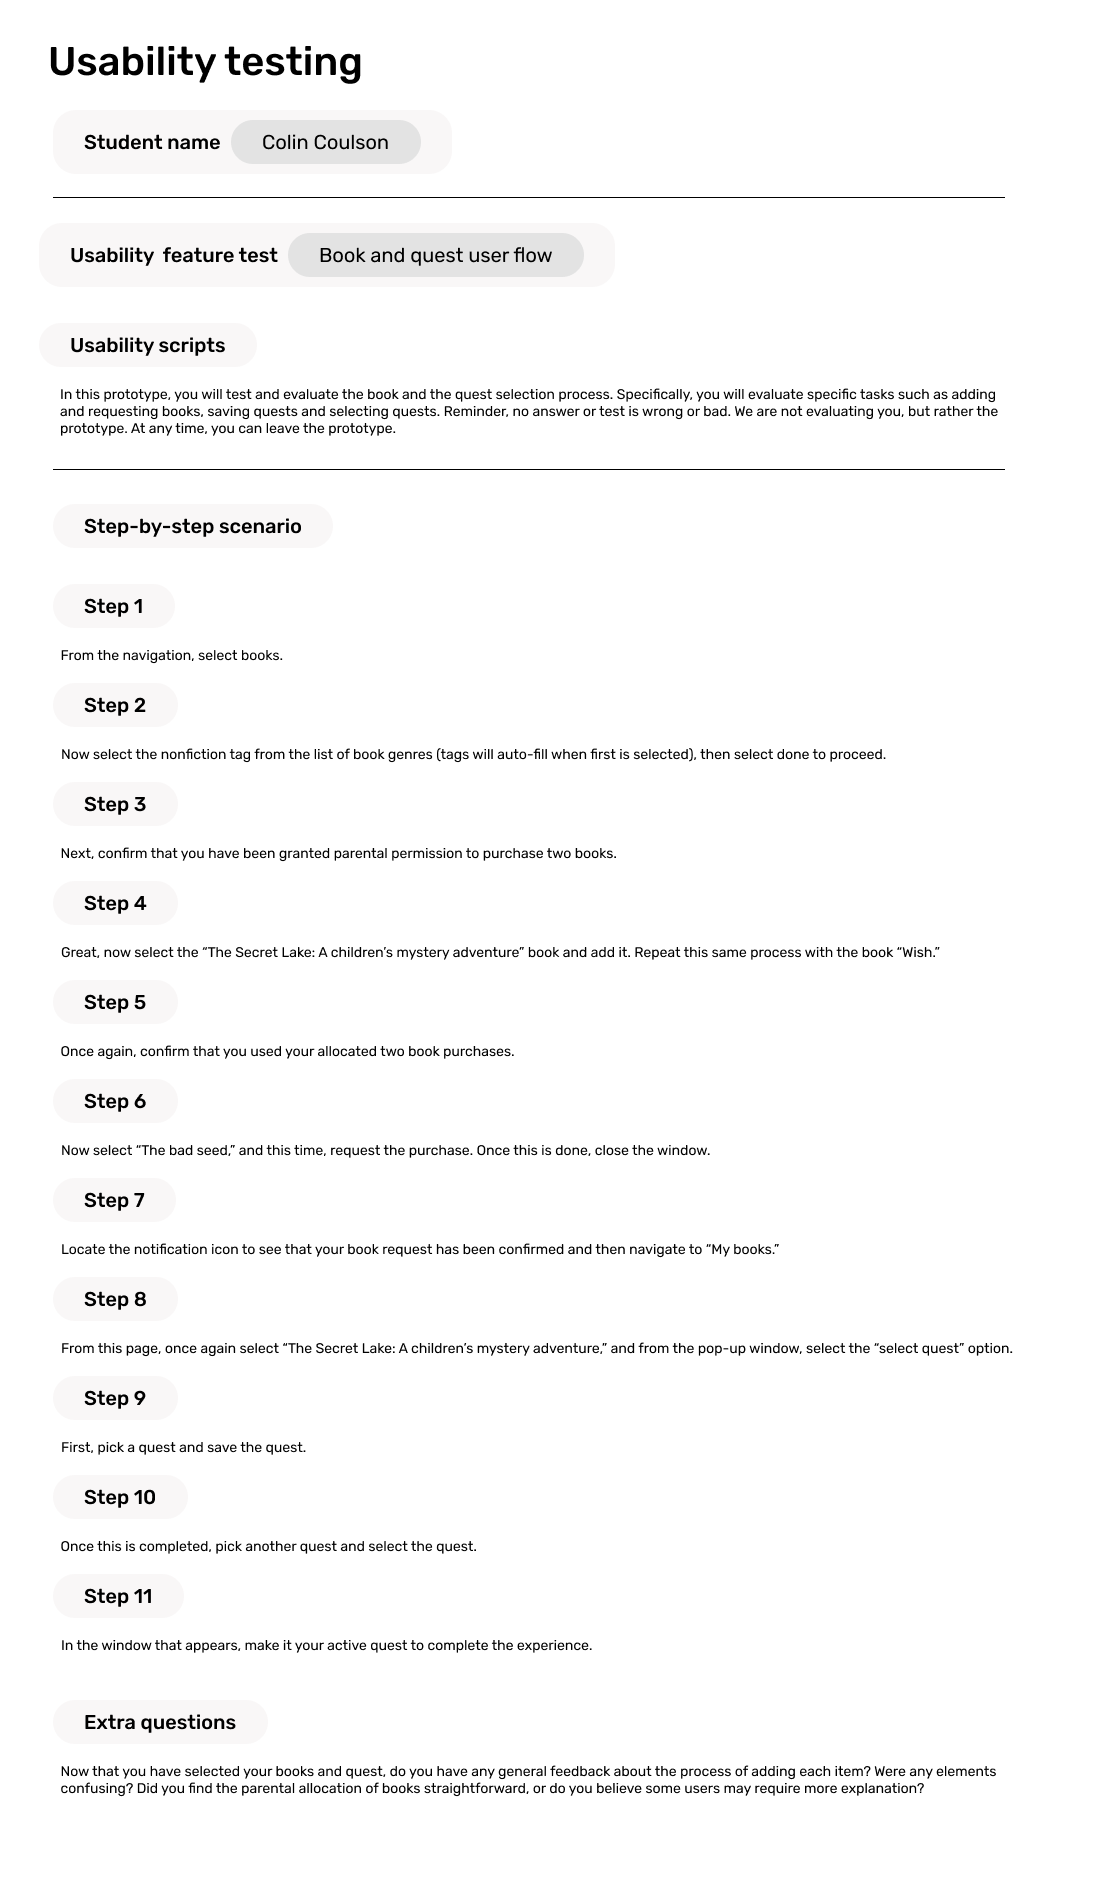 Usability testing
Student name Colin Coulson
Usability feature test Book and quest user flow
Usability scripts
In this prototype, you will test and evaluate the book and the quest selection process. Specifically, you will evaluate specific tasks such as adding
and requesting books, saving quests and selecting quests. Reminder, no answer or test is wrong or bad. We are not evaluating you, but rather the
prototype. At any time, you can leave the prototype.
Step-by-step scenario
Step 1
From the navigation, select books.
Step 2
Now select the nonfiction tag from the list of book genres (tags will auto-fill when first is selected), then select done to proceed.
Step 3
Next, confirm that you have been granted parental permission to purchase two books.
Step 4
Great, now select the “The Secret Lake: A children’s mystery adventure” book and add it. Repeat this same process with the book “Wish.”
Step 5
Once again, confirm that you used your allocated two book purchases.
Step 6
Now select “The bad seed,” and this time, request the purchase. Once this is done, close the window.
Step 7
Locate the notification icon to see that your book request has been confirmed and then navigate to “My books.”
Step 8
From this page, once again select “The Secret Lake: A children’s mystery adventure,” and from the pop-up window, select the “select quest” option.
Step 9
First, pick a quest and save the quest.
Step 10
Once this is completed, pick another quest and select the quest.
Step 11
In the window that appears, make it your active quest to complete the experience.
Extra questions
Now that you have selected your books and quest, do you have any general feedback about the process of adding each item? Were any elements
confusing? Did you find the parental allocation of books straightforward, or do you believe some users may require more explanation?